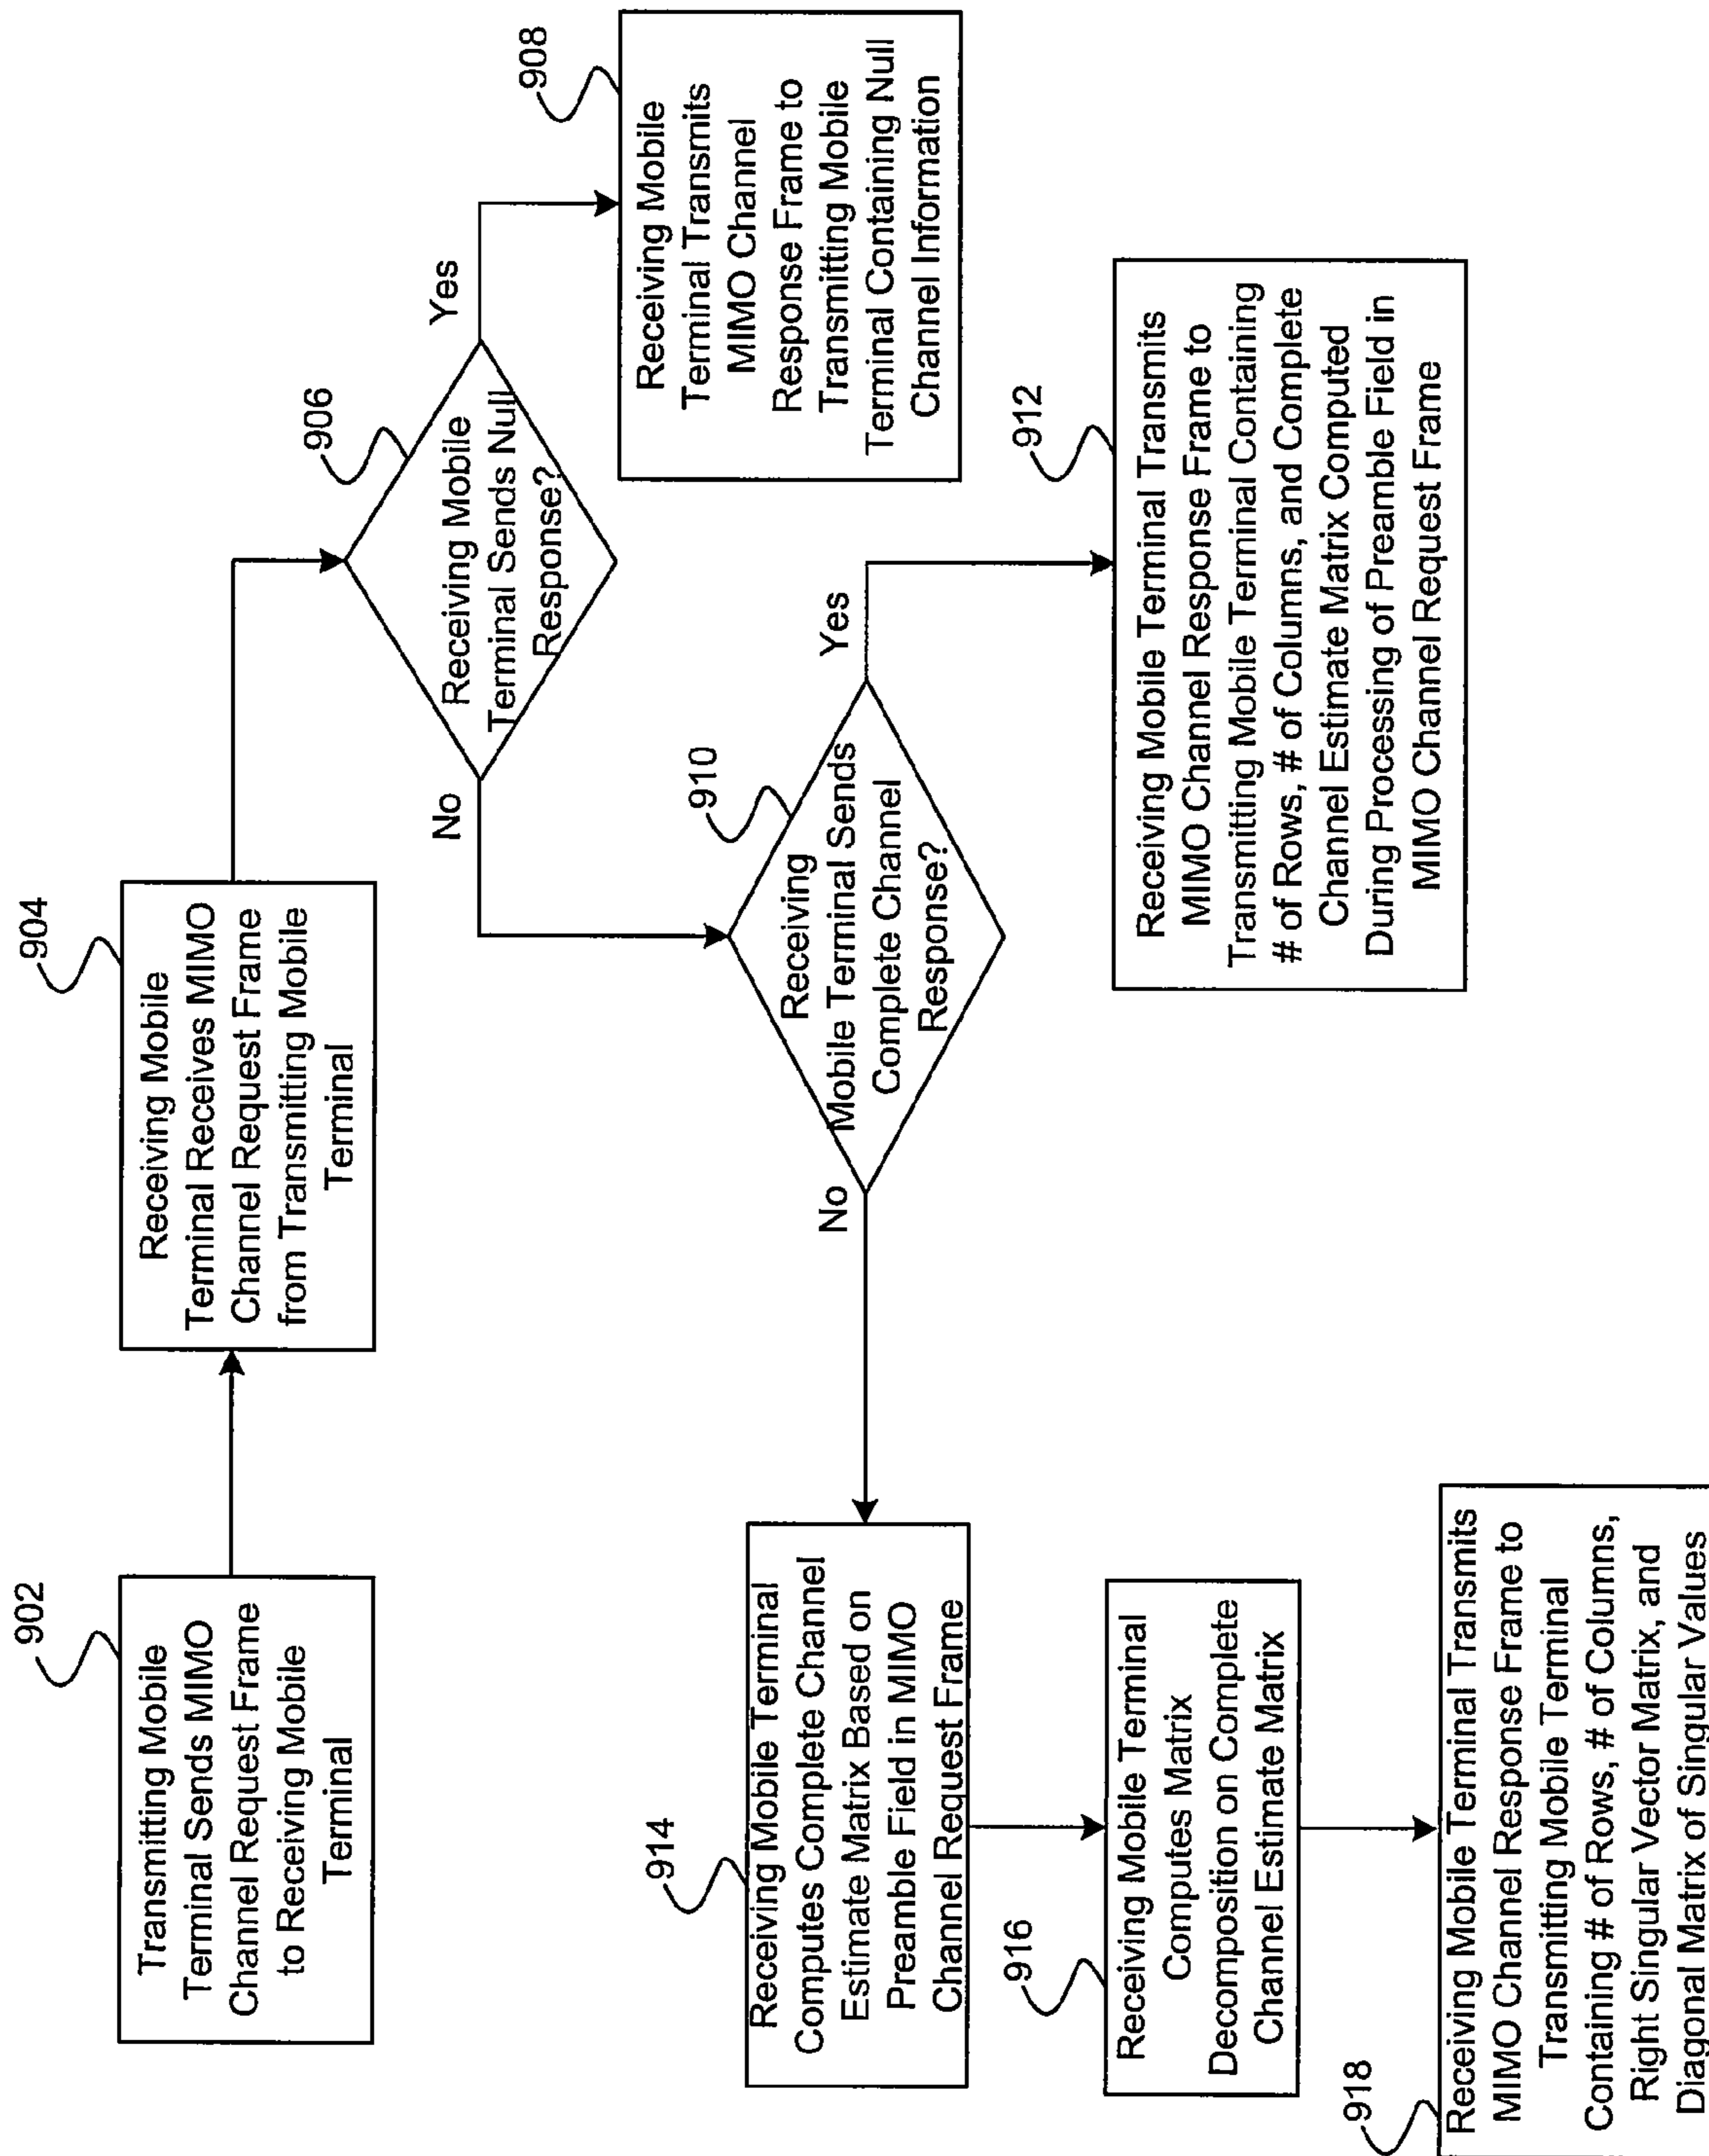 902
Transmitting Mobile
Terminal Sends MIMO
Channel Request Frame
to Receiving Mobile
Terminal
904
Receiving Mobile
Terminal Receives MIMO
Channel Request Frame
from Transmitting Mobile
Terminal
906
Receiving Mobile
Terminal Sends Null
Response?
Yes
No
908
Receiving Mobile
Terminal Transmits
MIMO Channel
Response Frame to
Transmitting Mobile
Terminal Containing Null
Channel Information
910
Receiving
Mobile Terminal Sends
Complete Channel
Response?
Yes
No
912
Receiving Mobile Terminal Transmits
MIMO Channel Response Frame to
Transmitting Mobile Terminal Containing
# of Rows, # of Columns, and Complete
Channel Estimate Matrix Computed
During Processing of Preamble Field in
MIMO Channel Request Frame
914
Receiving Mobile Terminal
Computes Complete Channel
Estimate Matrix Based on
Preamble Field in MIMO
Channel Request Frame
916
Receiving Mobile Terminal
Computes Matrix
Decomposition on Complete
Channel Estimate Matrix
918
Receiving Mobile Terminal Transmits
MIMO Channel Response Frame to
Transmitting Mobile Terminal
Containing # of Rows, # of Columns,
Right Singular Vector Matrix, and
Diagonal Matrix of Singular Values